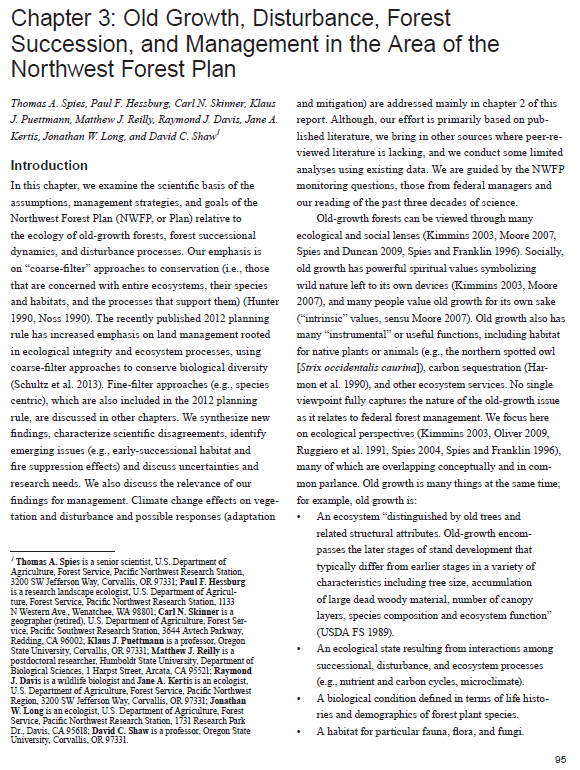 Chapter 3: Old Growth, Disturbance, Forest
Succession, and Management in the Area of the
Northwest Forest Plan
Thomas A. Spies, Paul F. Hessburg, Carl N. Skinner, Klaus
J. Puettmann, Matthew J. Reilly, Raymond J. Davis, Jane A.
Kertis, Jonathan W. Long, and David C. Shaw1
Introduction
In this chapter, we examine the scientific basis of the
assumptions, management strategies, and goals of the
Northwest Forest Plan (NWFP, or Plan) relative to
the ecology of old-growth forests, forest successional
dynamics, and disturbance processes. Our emphasis is
on “coarse-filter” approaches to conservation (i.e., those
that are concerned with entire ecosystems, their species
and habitats, and the processes that support them) (Hunter
1990, Noss 1990). The recently published 2012 planning
rule has increased emphasis on land management rooted
in ecological integrity and ecosystem processes, using
coarse-filter approaches to conserve biological diversity
(Schultz et al. 2013). Fine-filter approaches (e.g., species
centric), which are also included in the 2012 planning
rule, are discussed in other chapters. We synthesize new
findings, characterize scientific disagreements, identify
emerging issues (e.g., early-successional habitat and
fire suppression effects) and discuss uncertainties and
research needs. We also discuss the relevance of our
findings for management. Climate change effects on vege-
tation and disturbance and possible responses (adaptation
1 Thomas A. Spies is a senior scientist, U.S. Department of
Agriculture, Forest Service, Pacific Northwest Research Station,
3200 SW Jefferson Way, Corvallis, OR 97331; Paul F. Hessburg
is a research landscape ecologist, U.S. Department of Agricul-
ture, Forest Service, Pacific Northwest Research Station, 1133
N Western Ave., Wenatchee, WA 98801; Carl N. Skinner is a
geographer (retired), U.S. Department of Agriculture, Forest Ser-
vice, Pacific Southwest Research Station, 3644 Avtech Parkway,
Redding, CA 96002; Klaus J. Puettmann is a professor, Oregon
State University, Corvallis, OR 97331; Matthew J. Reilly is a
postdoctoral researcher, Humboldt State University, Department of
Biological Sciences, 1 Harpst Street, Arcata, CA 95521; Raymond
J. Davis is a wildlife biologist and Jane A. Kertis is an ecologist,
U.S. Department of Agriculture, Forest Service, Pacific Northwest
Region, 3200 SW Jefferson Way, Corvallis, OR 97331; Jonathan
W. Long is an ecologist, U.S. Department of Agriculture, Forest
Service, Pacific Northwest Research Station, 1731 Research Park
Dr., Davis, CA 95618; David C. Shaw is a professor, Oregon State
University, Corvallis, OR 97331.
and mitigation) are addressed mainly in chapter 2 of this
report. Although, our effort is primarily based on pub-
lished literature, we bring in other sources where peer-re-
viewed literature is lacking, and we conduct some limited
analyses using existing data. We are guided by the NWFP
monitoring questions, those from federal managers and
our reading of the past three decades of science.
Old-growth forests can be viewed through many
ecological and social lenses (Kimmins 2003, Moore 2007,
Spies and Duncan 2009, Spies and Franklin 1996). Socially,
old growth has powerful spiritual values symbolizing
wild nature left to its own devices (Kimmins 2003, Moore
2007), and many people value old growth for its own sake
(“intrinsic” values, sensu Moore 2007). Old growth also has
many “instrumental” or useful functions, including habitat
for native plants or animals (e.g., the northern spotted owl
[Strix occidentalis caurina]), carbon sequestration (Har-
mon et al. 1990), and other ecosystem services. No single
viewpoint fully captures the nature of the old-growth issue
as it relates to federal forest management. We focus here
on ecological perspectives (Kimmins 2003, Oliver 2009,
Ruggiero et al. 1991, Spies 2004, Spies and Franklin 1996),
many of which are overlapping conceptually and in com-
mon parlance. Old growth is many things at the same time;
for example, old growth is:
• An ecosystem “distinguished by old trees and
related structural attributes. Old-growth encom-
passes the later stages of stand development that
typically differ from earlier stages in a variety of
characteristics including tree size, accumulation
of large dead woody material, number of canopy
layers, species composition and ecosystem function”
(USDA FS 1989).
• An ecological state resulting from interactions among
successional, disturbance, and ecosystem processes
(e.g., nutrient and carbon cycles, microclimate).
• A biological condition defined in terms of life histo-
ries and demographics of forest plant species.
• A habitat for particular fauna, flora, and fungi.
95